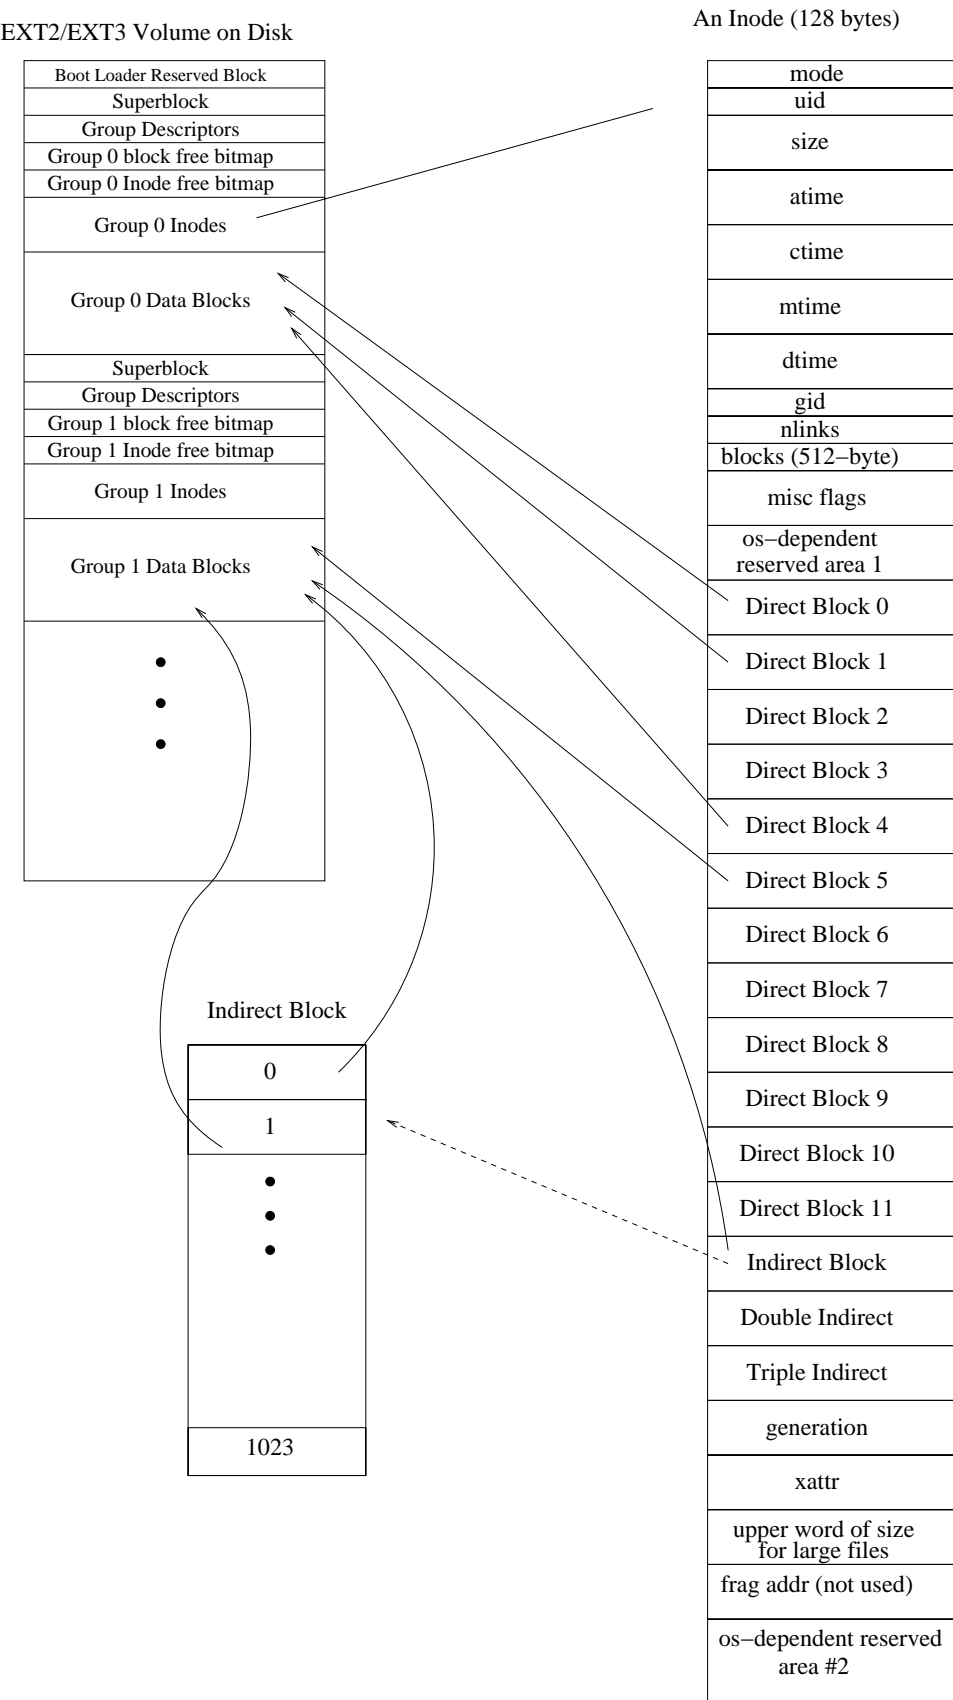 EXT2/EXT3 Volume on Disk
Boot Loader Reserved Block
Superblock
Group Descriptors
Group 0 block free bitmap
Group 0 Inode free bitmap
Group 0 Inodes
Group 0 Data Blocks
Superblock
Group Descriptors
Group 1 block free bitmap
Group 1 Inode free bitmap
Group 1 Inodes
Group 1 Data Blocks
Indirect Block
0
1
1023
An Inode (128 bytes)
mode
uid
size
atime
ctime
mtime
dtime
gid
nlinks
blocks (512−byte)
misc flags
os−dependent
reserved area 1
Direct Block 0
Direct Block 1
Direct Block 2
Direct Block 3
Direct Block 4
Direct Block 5
Direct Block 6
Direct Block 7
Direct Block 8
Direct Block 9
Direct Block 10
Direct Block 11
Indirect Block
Double Indirect
Triple Indirect
generation
xattr
upper word of size
for large files
frag addr (not used)
os−dependent reserved
area #2